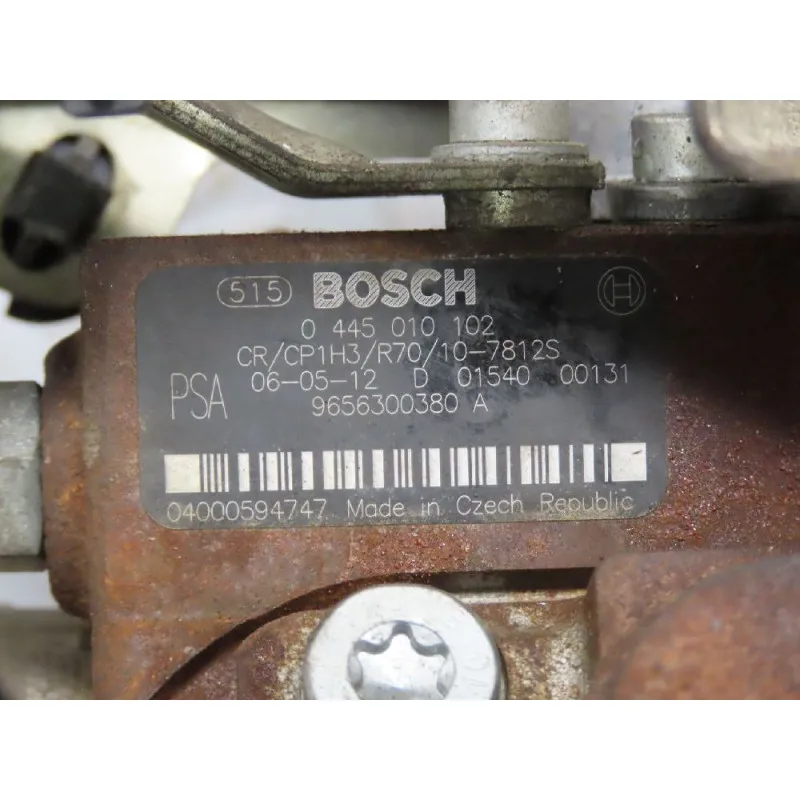 515 BOSCH
0 445 010 102
CR/CP1H3/R70/10-7812S
PSA 06-05-12 D 01540 00131
9656300380 A
04000594747 Made in Czech Republic